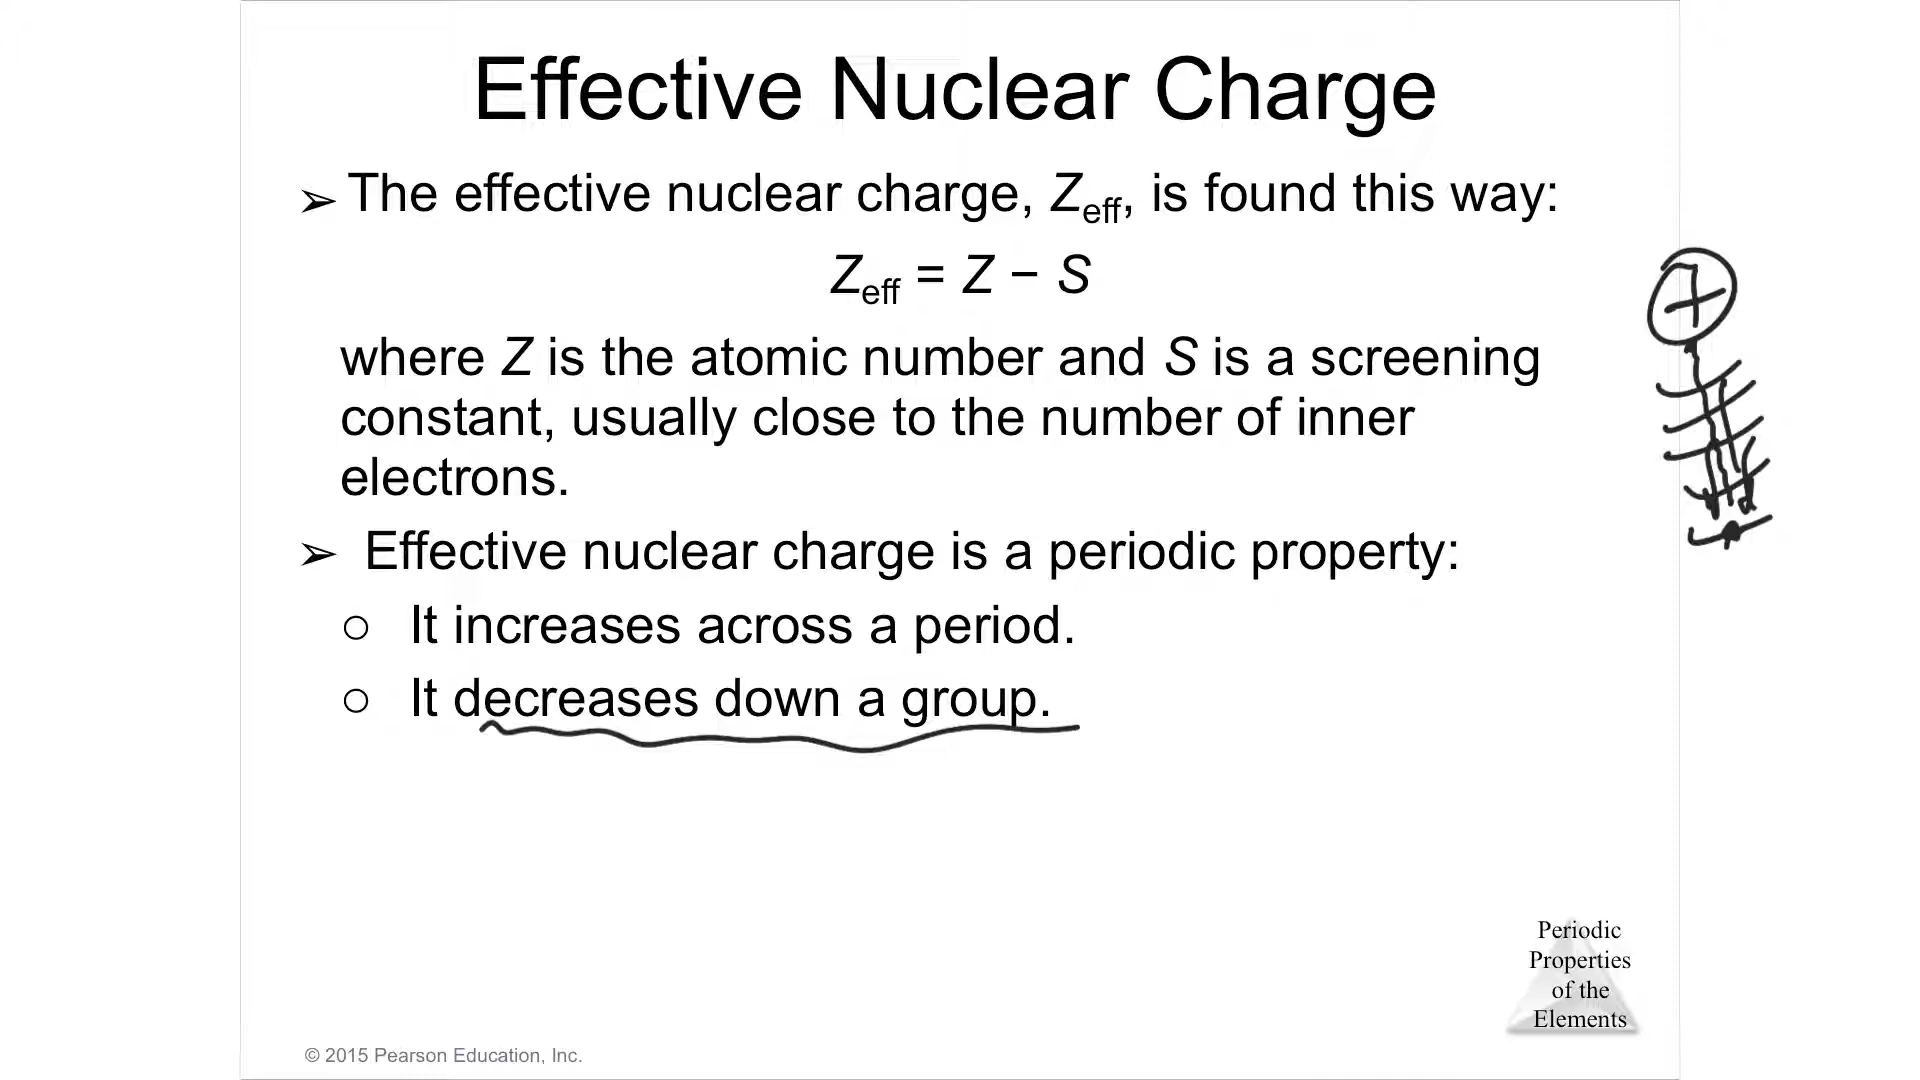 Effective Nuclear Charge
➢ The effective nuclear charge, Zeff, is found this way:
Zeff = Z − S
where Z is the atomic number and S is a screening
constant, usually close to the number of inner
electrons.
➢ Effective nuclear charge is a periodic property:
○ It increases across a period.
○ It decreases down a group.
+
Periodic
Properties
of the
Elements
© 2015 Pearson Education, Inc.